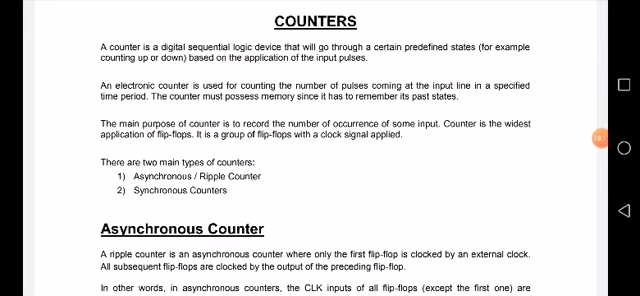 COUNTERS
A counter is a digital sequential logic device that will go through a certain predefined states (for example
counting up or down) based on the application of the input pulses.
An electronic counter is used for counting the number of pulses coming at the input line in a specified
time period. The counter must possess memory since it has to remember its past states.
The main purpose of counter is to record the number of occurrence of some input. Counter is the widest
application of flip-flops. It is a group of flip-flops with a clock signal applied.
There are two main types of counters:
1) Asynchronous / Ripple Counter
2) Synchronous Counters
Asynchronous Counter
A ripple counter is an asynchronous counter where only the first flip-flop is clocked by an external clock.
All subsequent flip-flops are clocked by the output of the preceding flip-flop.
In other words, in asynchronous counters, the CLK inputs of all flip-flops (except the first one) are